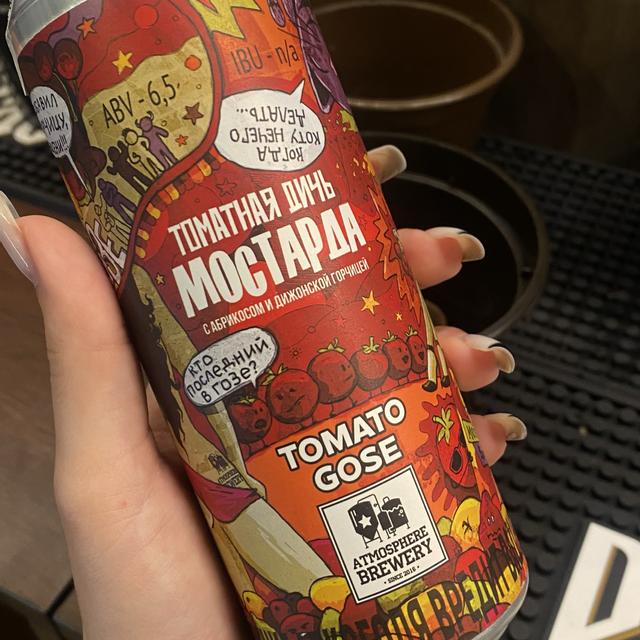 ABV - 6,5
IBU - n/a
КОГДА
КОТУ НЕЧЕГО
ДЕЛАТЬ...
ТОМАТНАЯ ДИЧЬ
МОСТАРДА
С АБРИКОСОМ И ДИЖОНСКОЙ ГОРЧИЦЕЙ
КТО
ПОСЛЕДНИЙ
В ГОЗЕ?
TOMATO
GOSE
ATMOSPHERE
BREWERY
• SINCE 2016 •